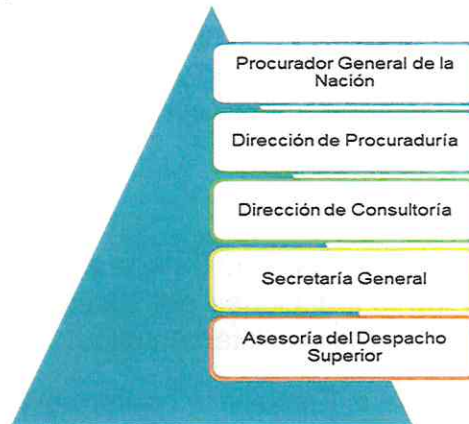 Procurador General de la
Nación
Dirección de Procuraduría
Dirección de Consultoría
Secretaría General
Asesoría del Despacho
Superior